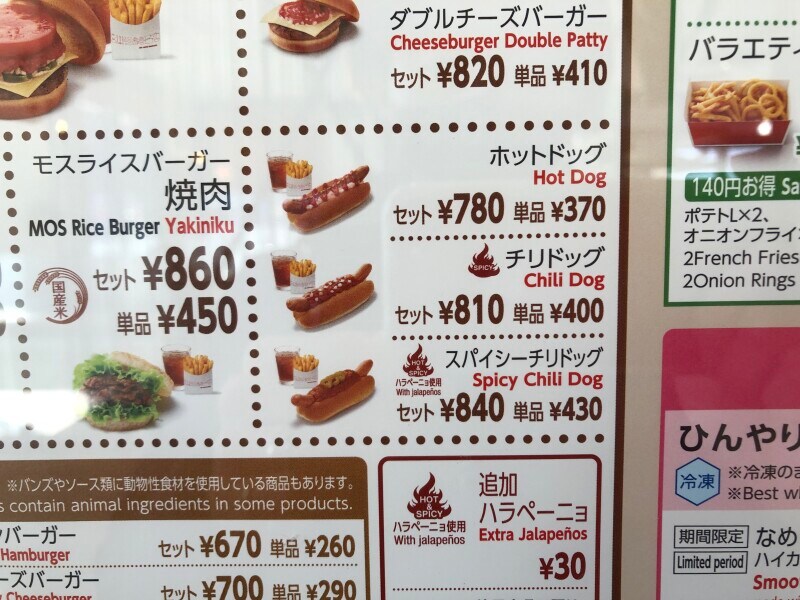 ダブルチーズバーガー
Cheeseburger Double Patty
セット ¥820 単品 ¥410
モスライスバーガー
焼肉
MOS Rice Burger Yakiniku
国産米
セット ¥860
単品 ¥450
ホットドッグ
Hot Dog
セット ¥780 単品 ¥370
SPICY
チリドッグ
Chili Dog
セット ¥810 単品 ¥400
HOT & SPICY
ハラペーニョ使用
With jalapeños
スパイシーチリドッグ
Spicy Chili Dog
セット ¥840 単品 ¥430
※バンズやソース類に動物性食材を使用している商品もあります。
s contain animal ingredients in some products.
バーガー
Hamburger
セット ¥670 単品 ¥260
ーズバーガー
Cheeseburger
セット ¥700 単品 ¥290
HOT & SPICY
ハラペーニョ使用
With jalapeños
追加
ハラペーニョ
Extra Jalapeños
¥30
バラエティ
140円お得 Sa
ポテトL×2、
オニオンフライ
2French Fries
2Onion Rings
ひんやり
冷凍
※冷凍のま
※Best w
期間限定
Limited period
なめ
ハイカ
Smoo